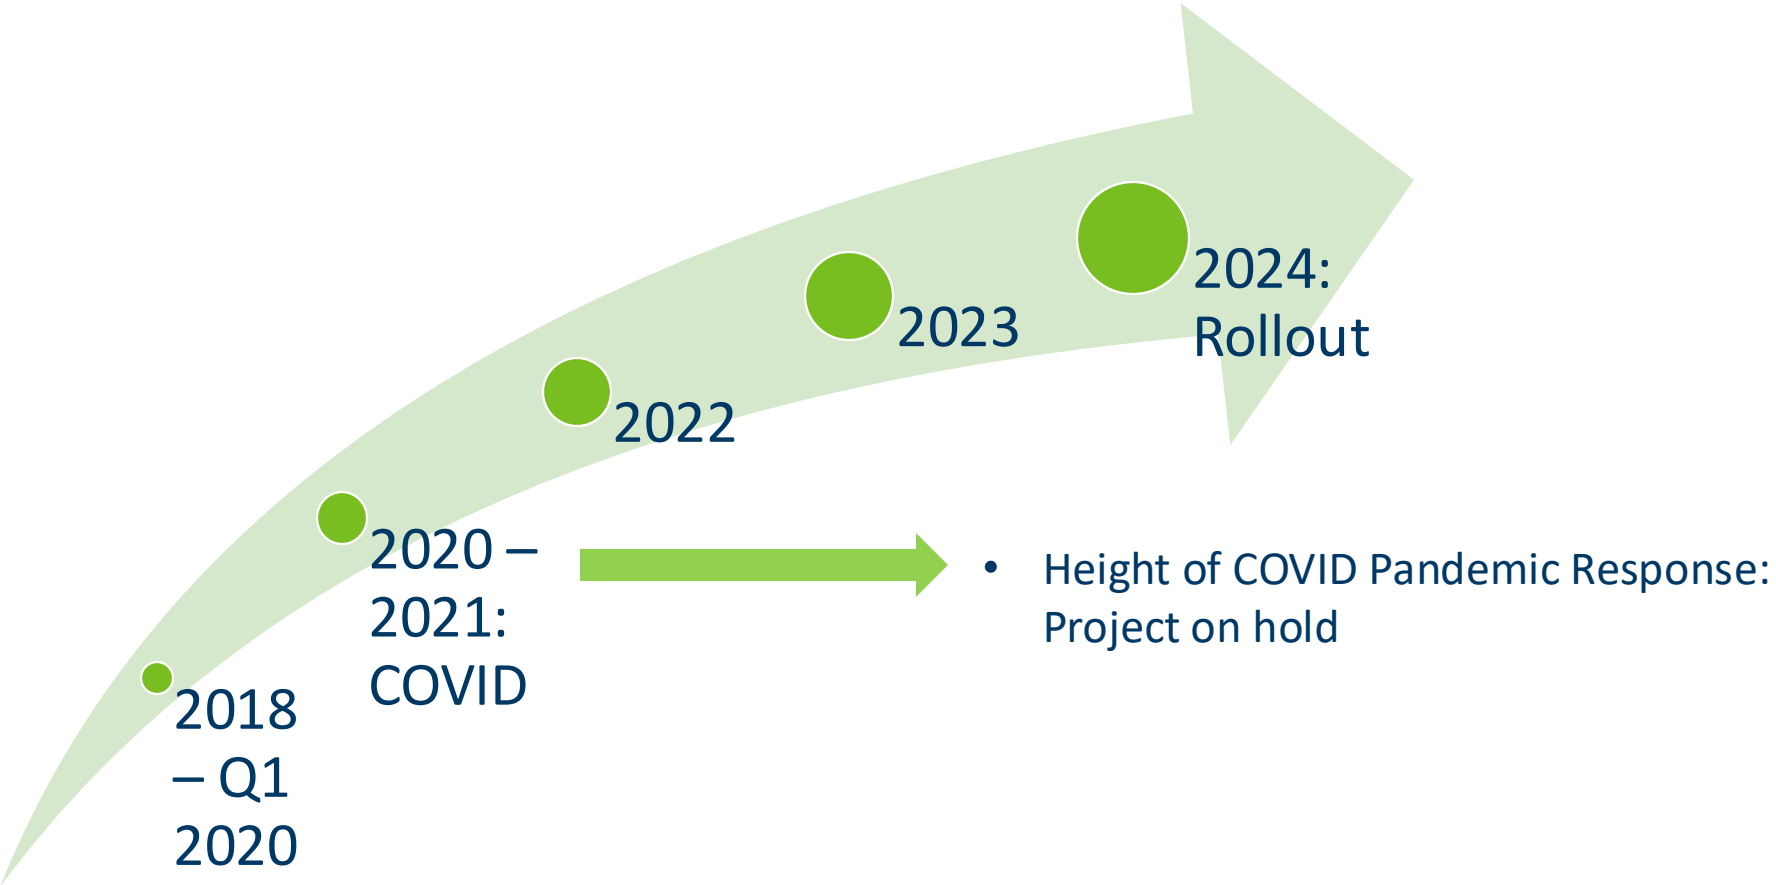 2018
– Q1
2020
2020 –
2021:
COVID
2022
2023
2024:
Rollout
• Height of COVID Pandemic Response:
Project on hold